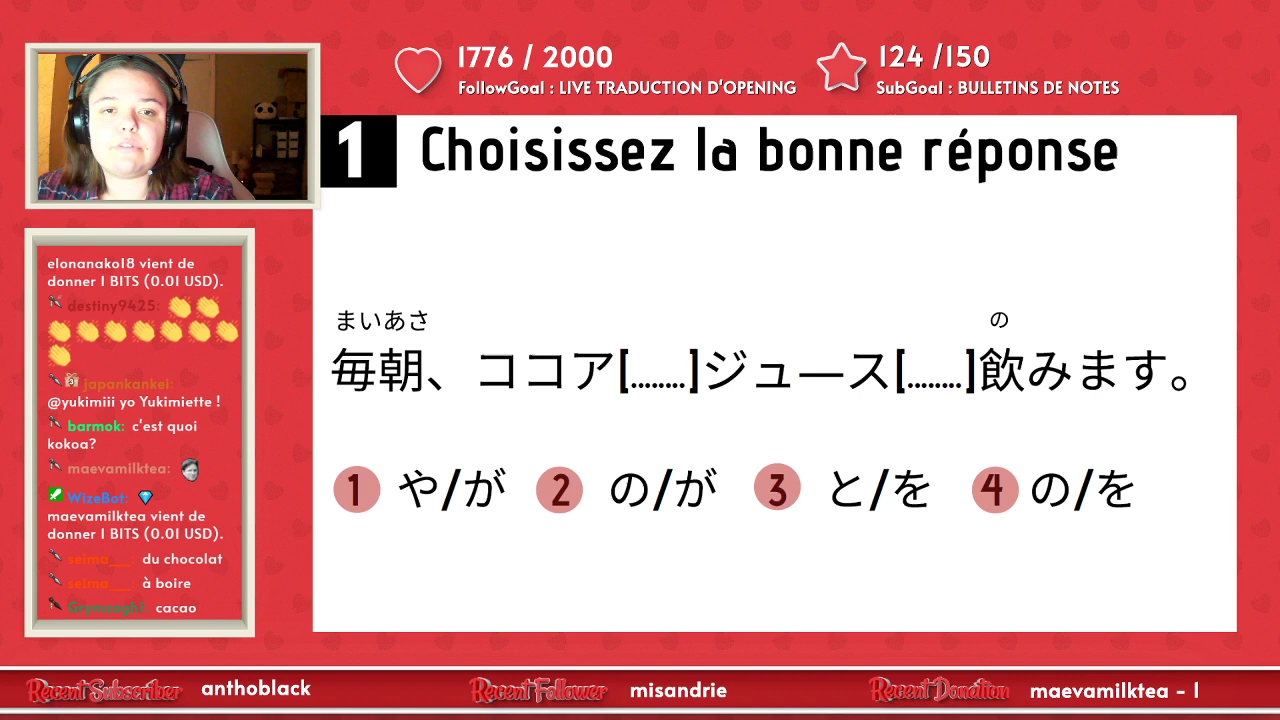 1776 / 2000
FollowGoal : LIVE TRADUCTION D'OPENING
124 /150
SubGoal : BULLETINS DE NOTES
1 Choisissez la bonne réponse
まいあさ の
毎朝、ココア[........]ジュース[........]飲みます。
1 や/が 2 の/が 3 と/を 4 の/を
elonanako18 vient de
donner 1 BITS (0.01 USD).
destiny9425:
japankankei:
@yukimiii yo Yukimiette !
barmok: c'est quoi
kokoa?
maevamilktea:
WizeBot:
maevamilktea vient de
donner 1 BITS (0.01 USD).
seima__: du chocolat
seima__: à boire
cacao
Recent Subscriber anthoblack
Recent Follower misandrie
Recent Donation maevamilktea - 1